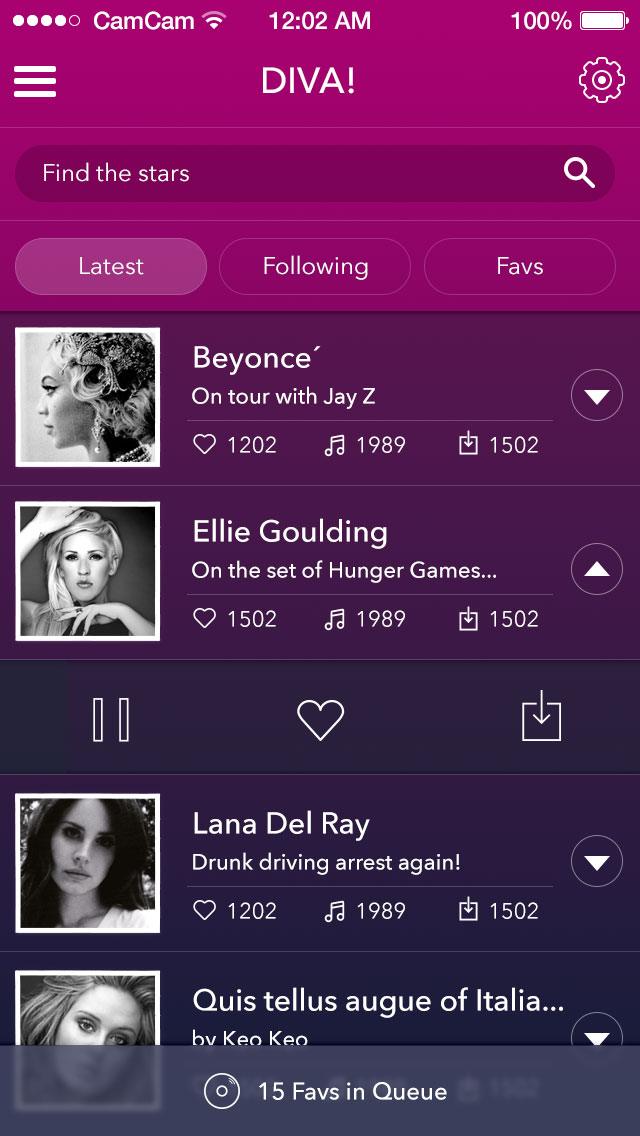 CamCam 12:02 AM 100%
DIVA!
Find the stars
Latest Following Favs
Beyonce´
On tour with Jay Z
1202 1989 1502
Ellie Goulding
On the set of Hunger Games...
1502 1989 1502
Lana Del Ray
Drunk driving arrest again!
1202 1989 1502
Quis tellus augue of Italia...
by Keo Keo
15 Favs in Queue